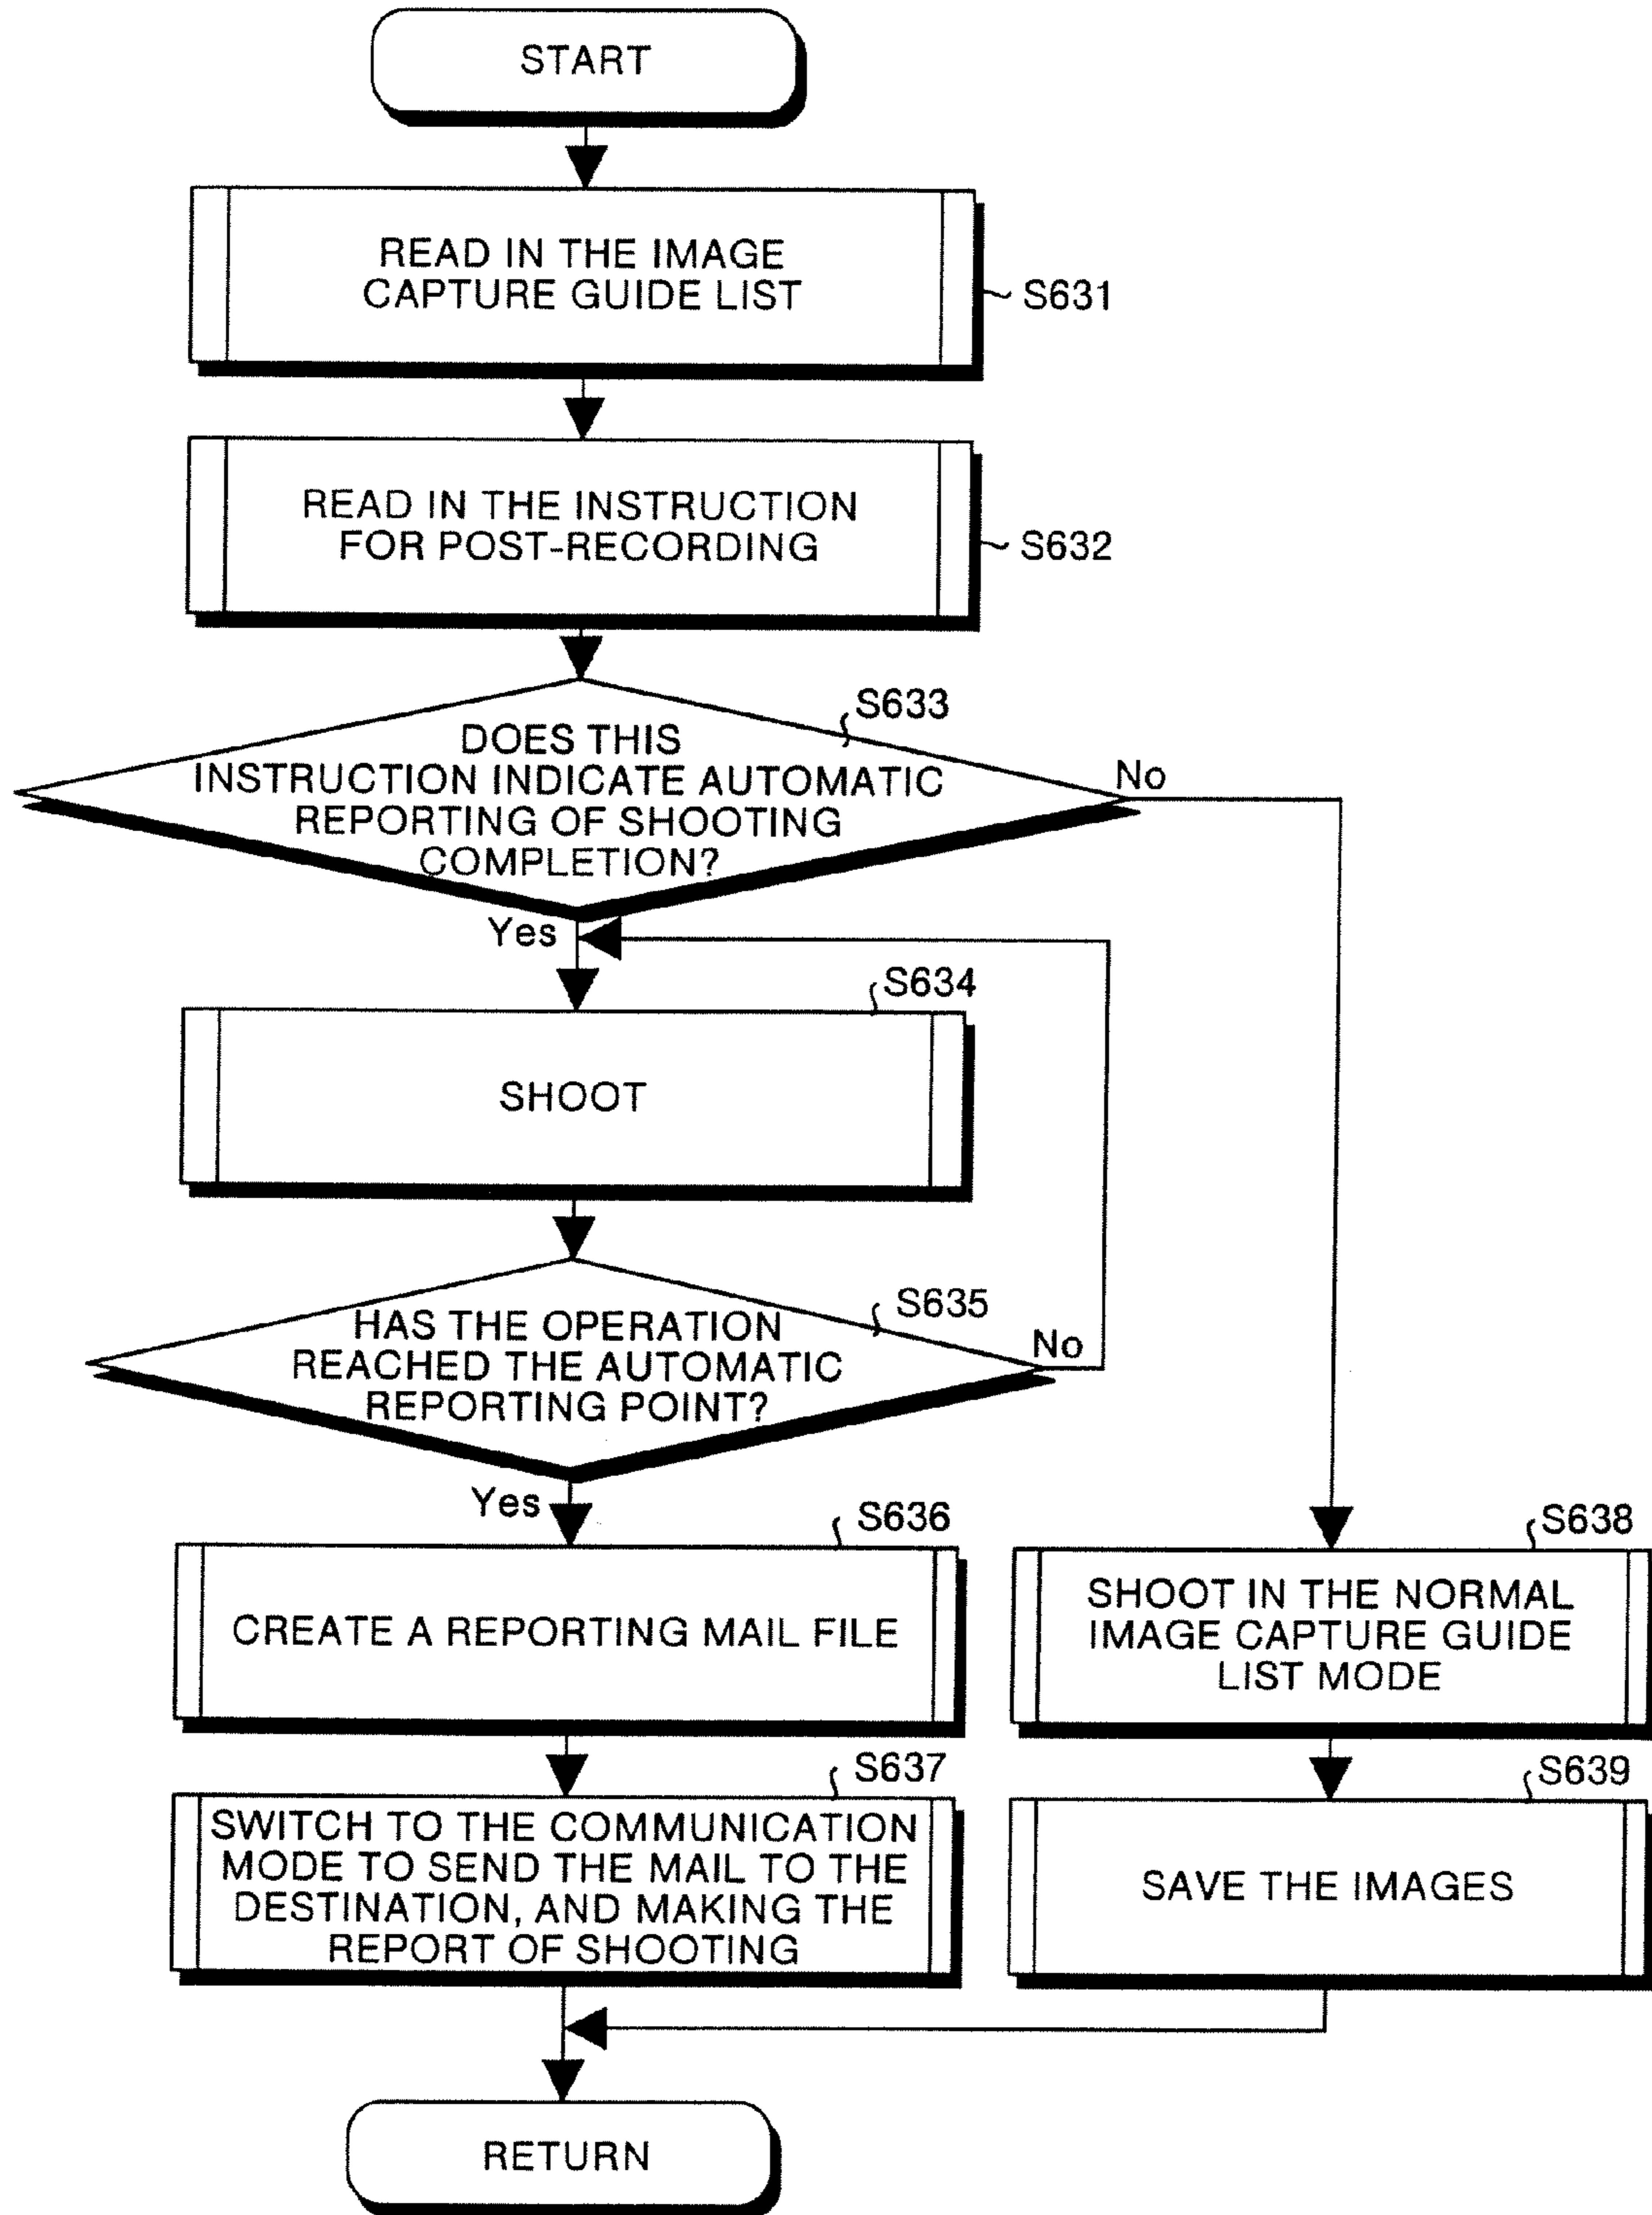 START
READ IN THE IMAGE
CAPTURE GUIDE LIST
S631
READ IN THE INSTRUCTION
FOR POST-RECORDING
S632
S633
DOES THIS
INSTRUCTION INDICATE AUTOMATIC
REPORTING OF SHOOTING
COMPLETION?
No
Yes
S634
SHOOT
S635
HAS THE OPERATION
REACHED THE AUTOMATIC
REPORTING POINT?
No
Yes
S636
CREATE A REPORTING MAIL FILE
S637
SWITCH TO THE COMMUNICATION
MODE TO SEND THE MAIL TO THE
DESTINATION, AND MAKING THE
REPORT OF SHOOTING
S638
SHOOT IN THE NORMAL
IMAGE CAPTURE GUIDE
LIST MODE
S639
SAVE THE IMAGES
RETURN